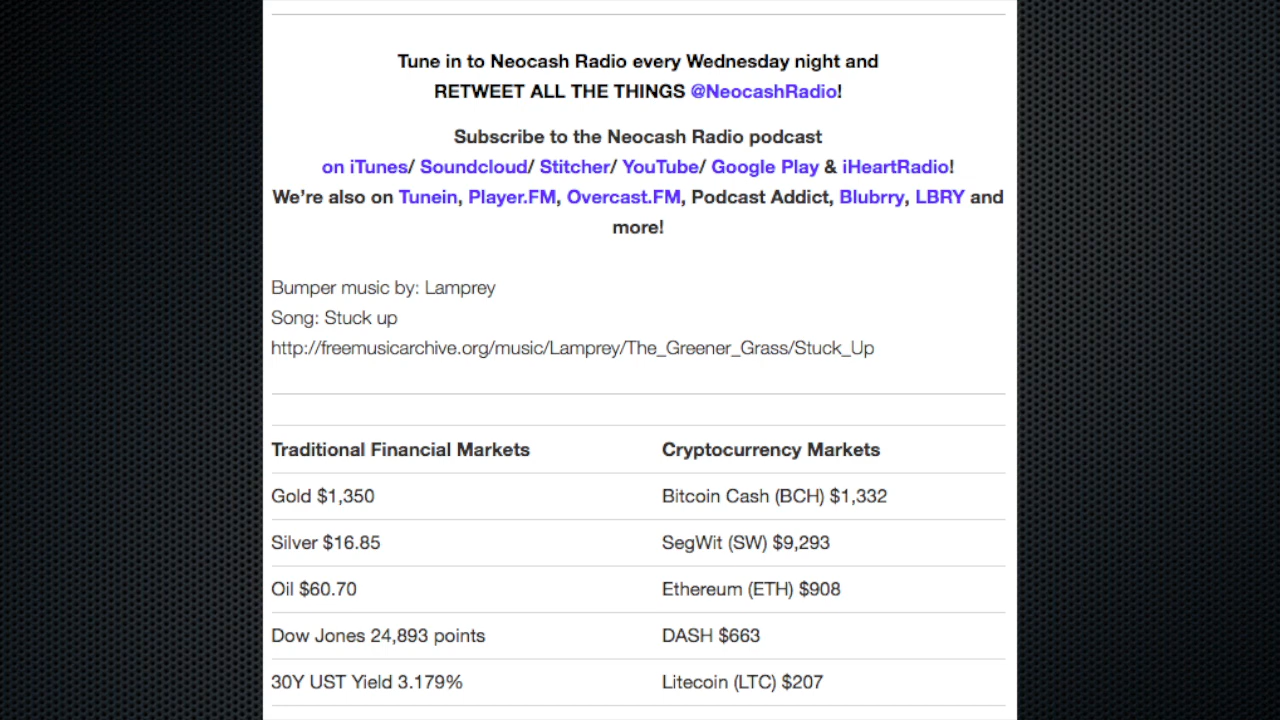 Tune in to Neocash Radio every Wednesday night and
RETWEET ALL THE THINGS @NeocashRadio!
Subscribe to the Neocash Radio podcast
on iTunes/ Soundcloud/ Stitcher/ YouTube/ Google Play & iHeartRadio!
We’re also on Tunein, Player.FM, Overcast.FM, Podcast Addict, Blubrry, LBRY and
more!
Bumper music by: Lamprey
Song: Stuck up
http://freemusicarchive.org/music/Lamprey/The_Greener_Grass/Stuck_Up
Traditional Financial Markets Cryptocurrency Markets
Gold $1,350 Bitcoin Cash (BCH) $1,332
Silver $16.85 SegWit (SW) $9,293
Oil $60.70 Ethereum (ETH) $908
Dow Jones 24,893 points DASH $663
30Y UST Yield 3.179% Litecoin (LTC) $207